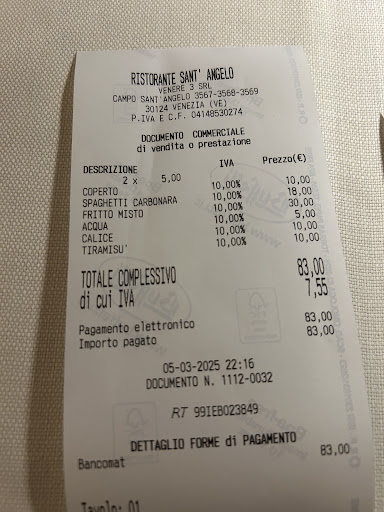 RISTORANTE SANT' ANGELO
VENERE 3 SRL
CAMPO SANT'ANGELO 3567-3568-3569
30124 VENEZIA (VE)
P.IVA E C.F. 04148530274
DOCUMENTO COMMERCIALE
di vendita o prestazione
DESCRIZIONE IVA Prezzo(€)
2 x 5,00
COPERTO 10,00% 10,00
SPAGHETTI CARBONARA 10,00% 18,00
FRITTO MISTO 10,00% 30,00
ACQUA 10,00% 5,00
CALICE 10,00% 10,00
TIRAMISU' 10,00% 10,00
TOTALE COMPLESSIVO 83,00
di cui IVA 7,55
Pagamento elettronico 83,00
Importo pagato 83,00
05-03-2025 22:16
DOCUMENTO N. 1112-0032
RT 99IEB023849
DETTAGLIO FORME di PAGAMENTO
Bancomat 83,00
Tavolo: 01